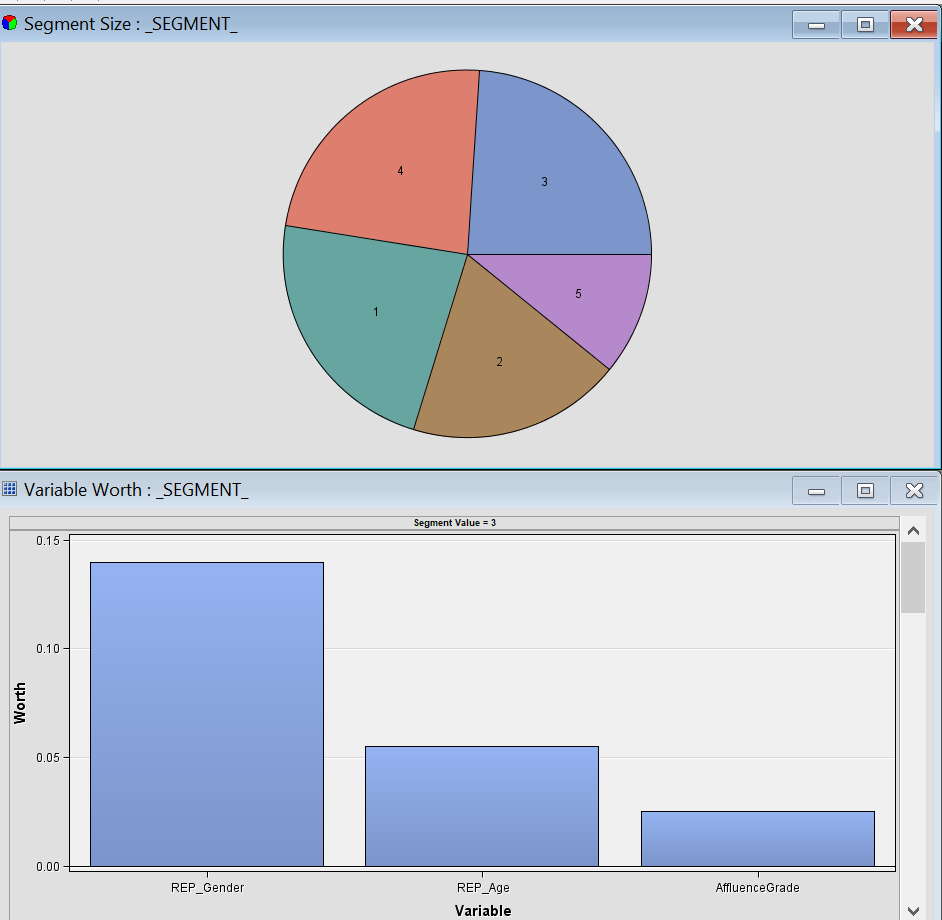 Segment Size : _SEGMENT_
4
3
5
1
2
Variable Worth : _SEGMENT_
Segment Value = 3
0.15
0.10
0.05
0.00
Worth
REP_Gender REP_Age AffluenceGrade
Variable